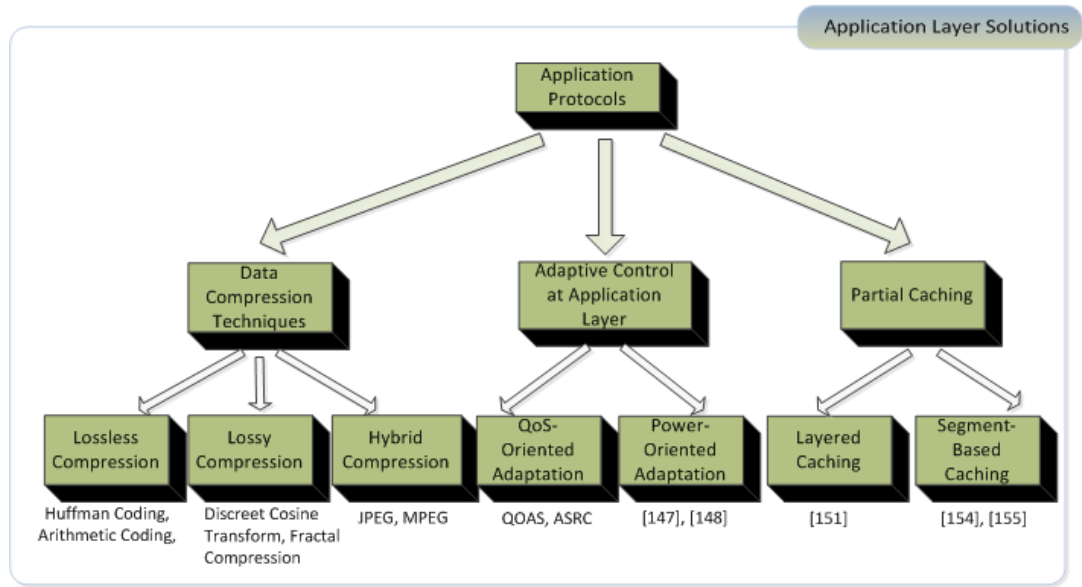 Application Layer Solutions
Application
Protocols
Data
Compression
Techniques
Adaptive Control
at Application
Layer
Partial Caching
Lossless
Compression
Lossy
Compression
Hybrid
Compression
QoS-
Oriented
Adaptation
Power-
Oriented
Adaptation
Layered
Caching
Segment-
Based
Caching
Huffman Coding,
Arithmetic Coding,
Discreet Cosine
Transform, Fractal
Compression
JPEG, MPEG
QOAS, ASRC
[147], [148]
[151]
[154], [155]